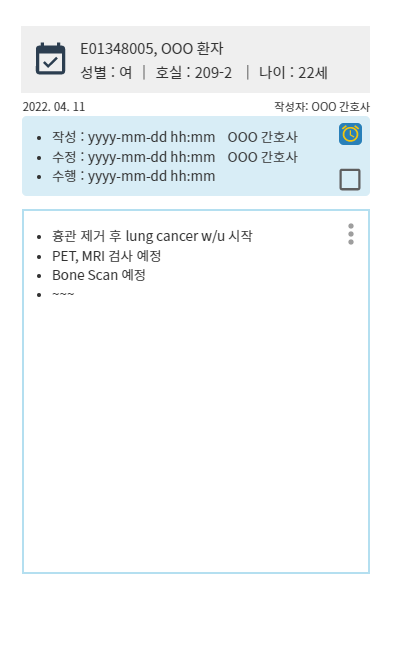 E01348005, OOO 환자
성별 : 여 | 호실 : 209-2 | 나이 : 22세
2022. 04. 11 작성자: OOO 간호사
• 작성 : yyyy-mm-dd hh:mm OOO 간호사
• 수정 : yyyy-mm-dd hh:mm OOO 간호사
• 수행 : yyyy-mm-dd hh:mm
• 흉관 제거 후 lung cancer w/u 시작
• PET, MRI 검사 예정
• Bone Scan 예정
• ~~~